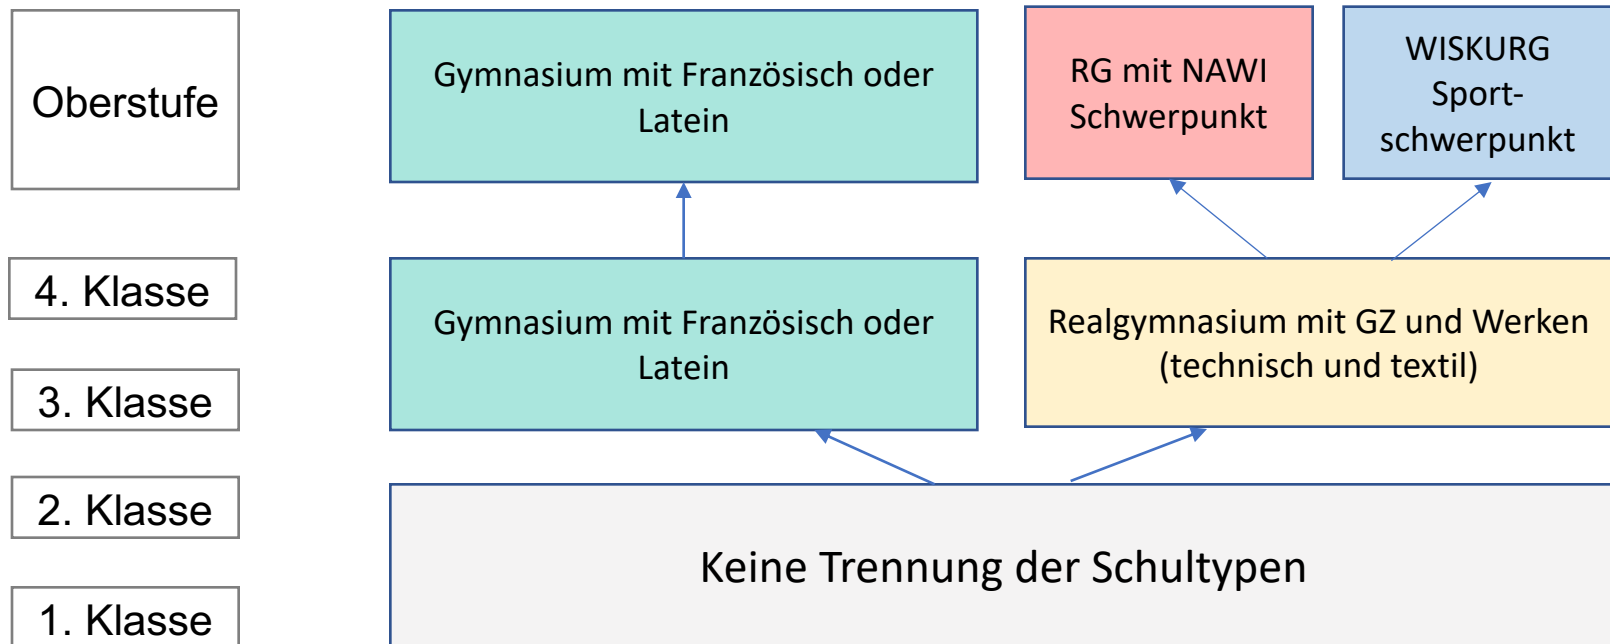 Oberstufe
Gymnasium mit Französisch oder
Latein
RG mit NAWI
Schwerpunkt
WISKURG
Sport-
schwerpunkt
4. Klasse
3. Klasse
Gymnasium mit Französisch oder
Latein
Realgymnasium mit GZ und Werken
(technisch und textil)
2. Klasse
1. Klasse
Keine Trennung der Schultypen